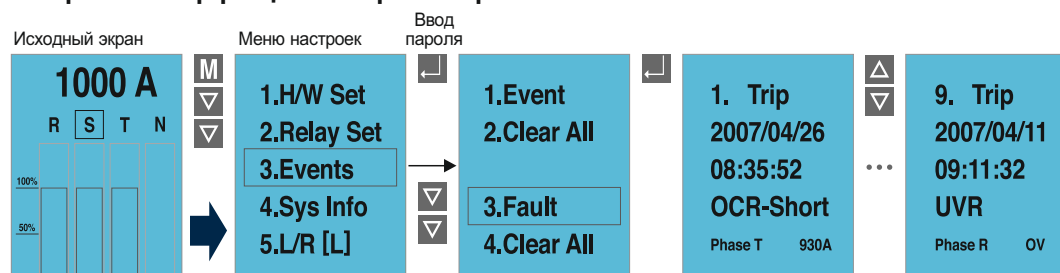 Исходный экран
1000 A
R S T N
100%
50%
M
Меню настроек
1.H/W Set
2.Relay Set
3.Events
4.Sys Info
5.L/R [L]
Ввод
пароля
1.Event
2.Clear All
3.Fault
4.Clear All
1. Trip
2007/04/26
08:35:52
OCR-Short
Phase T 930A
...
9. Trip
2007/04/11
09:11:32
UVR
Phase R OV